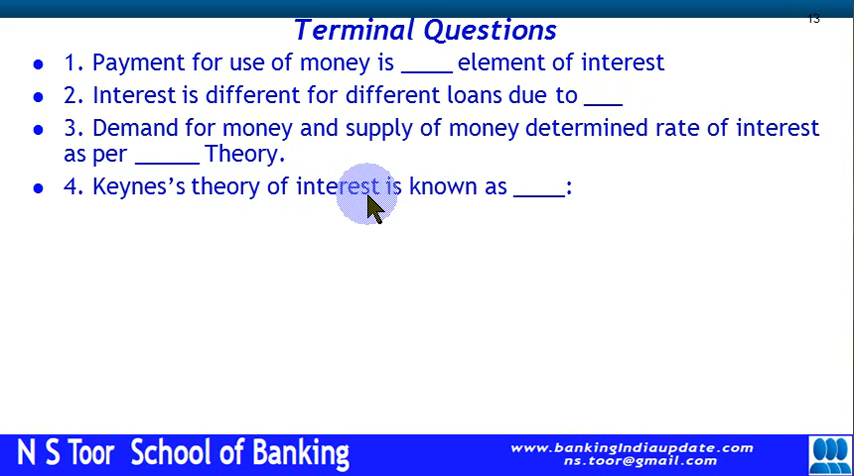 13
Terminal Questions
• 1. Payment for use of money is ____ element of interest
• 2. Interest is different for different loans due to ___
• 3. Demand for money and supply of money determined rate of interest
as per _____ Theory.
• 4. Keynes’s theory of interest is known as ____:
N S Toor School of Banking
www.bankingIndiaupdate.com
ns.toor@gmail.com